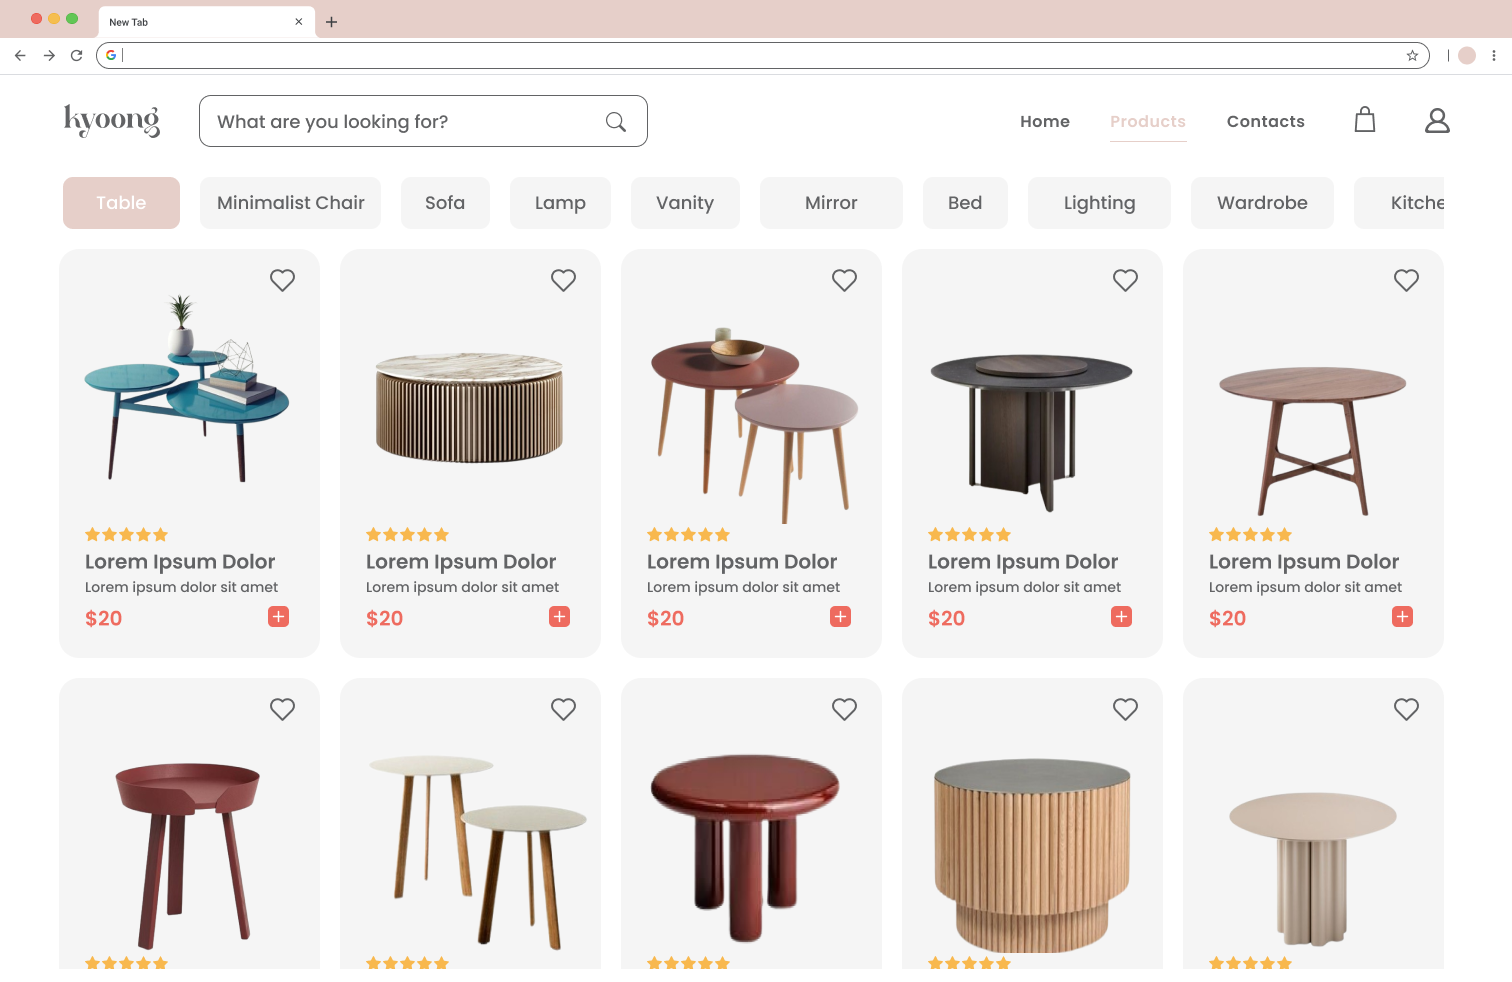 New Tab
kyoong
What are you looking for?
Home
Products
Contacts
Table
Minimalist Chair
Sofa
Lamp
Vanity
Mirror
Bed
Lighting
Wardrobe
Kitche
Lorem Ipsum Dolor
Lorem ipsum dolor sit amet
$20
Lorem Ipsum Dolor
Lorem ipsum dolor sit amet
$20
Lorem Ipsum Dolor
Lorem ipsum dolor sit amet
$20
Lorem Ipsum Dolor
Lorem ipsum dolor sit amet
$20
Lorem Ipsum Dolor
Lorem ipsum dolor sit amet
$20